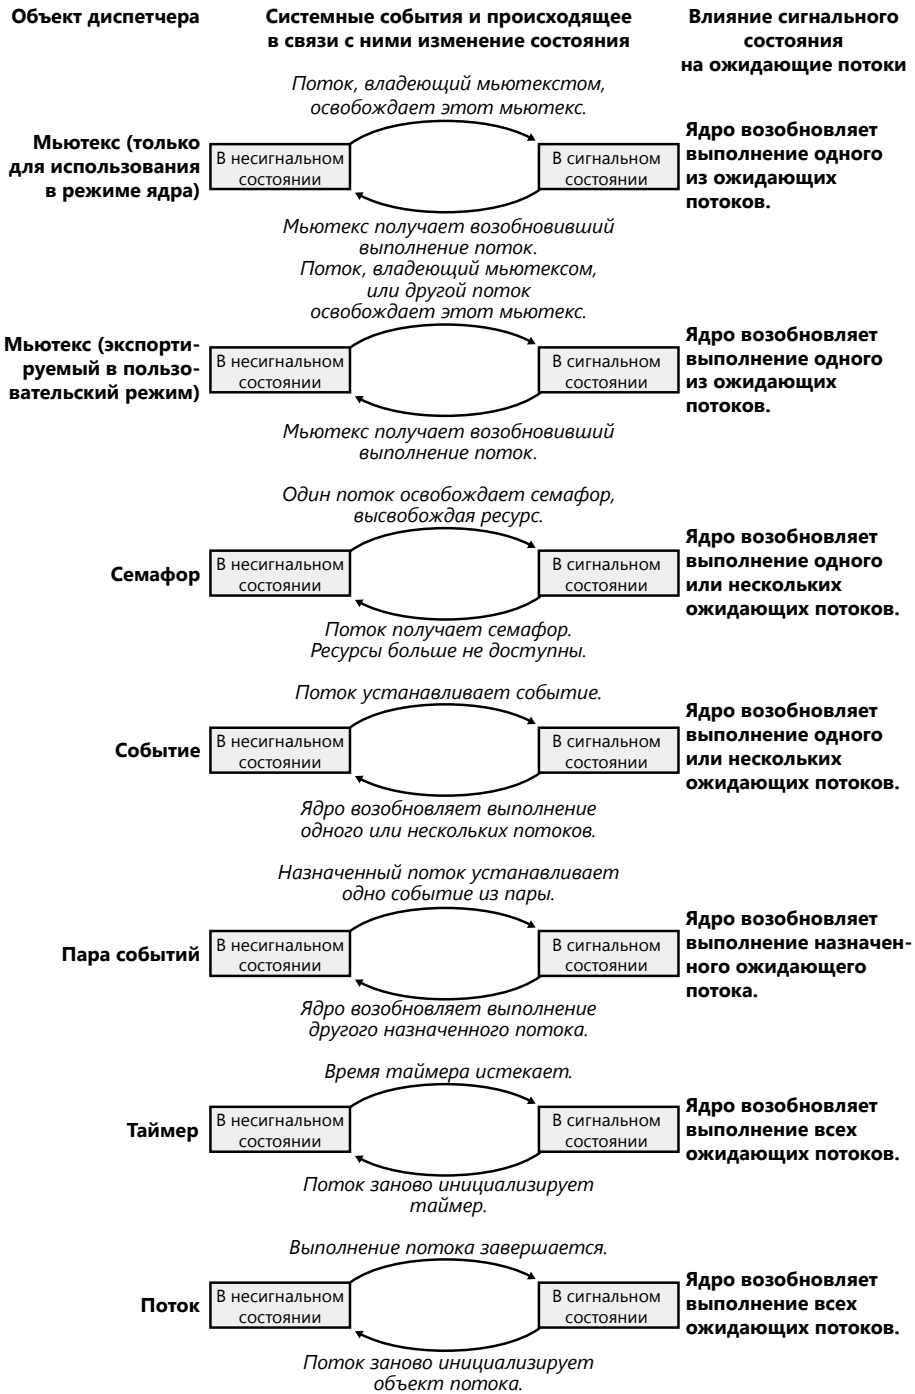 Объект диспетчера
Системные события и происходящее
в связи с ними изменение состояния
Влияние сигнального
состояния
на ожидающие потоки
Поток, владеющий мьютекстом,
освобождает этот мьютекс.
Мьютекс (только
для использования
в режиме ядра)
В несигнальном
состоянии
В сигнальном
состоянии
Ядро возобновляет
выполнение одного
из ожидающих
потоков.
Мьютекс получает возобновивший
выполнение поток.
Поток, владеющий мьютексом,
или другой поток
освобождает этот мьютекс.
Мьютекс (экспорти-
руемый в пользо-
вательский режим)
В несигнальном
состоянии
В сигнальном
состоянии
Ядро возобновляет
выполнение одного
из ожидающих
потоков.
Мьютекс получает возобновивший
выполнение поток.
Один поток освобождает семафор,
высвобождая ресурс.
Семафор
В несигнальном
состоянии
В сигнальном
состоянии
Ядро возобновляет
выполнение одного
или нескольких
ожидающих потоков.
Поток получает семафор.
Ресурсы больше не доступны.
Поток устанавливает событие.
Событие
В несигнальном
состоянии
В сигнальном
состоянии
Ядро возобновляет
выполнение одного
или нескольких
ожидающих потоков.
Ядро возобновляет выполнение
одного или нескольких потоков.
Назначенный поток устанавливает
одно событие из пары.
Пара событий
В несигнальном
состоянии
В сигнальном
состоянии
Ядро возобновляет
выполнение назначен-
ного ожидающего
потока.
Ядро возобновляет выполнение
другого назначенного потока.
Время таймера истекает.
Таймер
В несигнальном
состоянии
В сигнальном
состоянии
Ядро возобновляет
выполнение всех
ожидающих потоков.
Поток заново инициализирует
таймер.
Выполнение потока завершается.
Поток
В несигнальном
состоянии
В сигнальном
состоянии
Ядро возобновляет
выполнение всех
ожидающих потоков.
Поток заново инициализирует
объект потока.